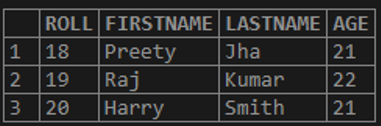 ROLL FIRSTNAME LASTNAME AGE
1 18 Preety Jha 21
2 19 Raj Kumar 22
3 20 Harry Smith 21